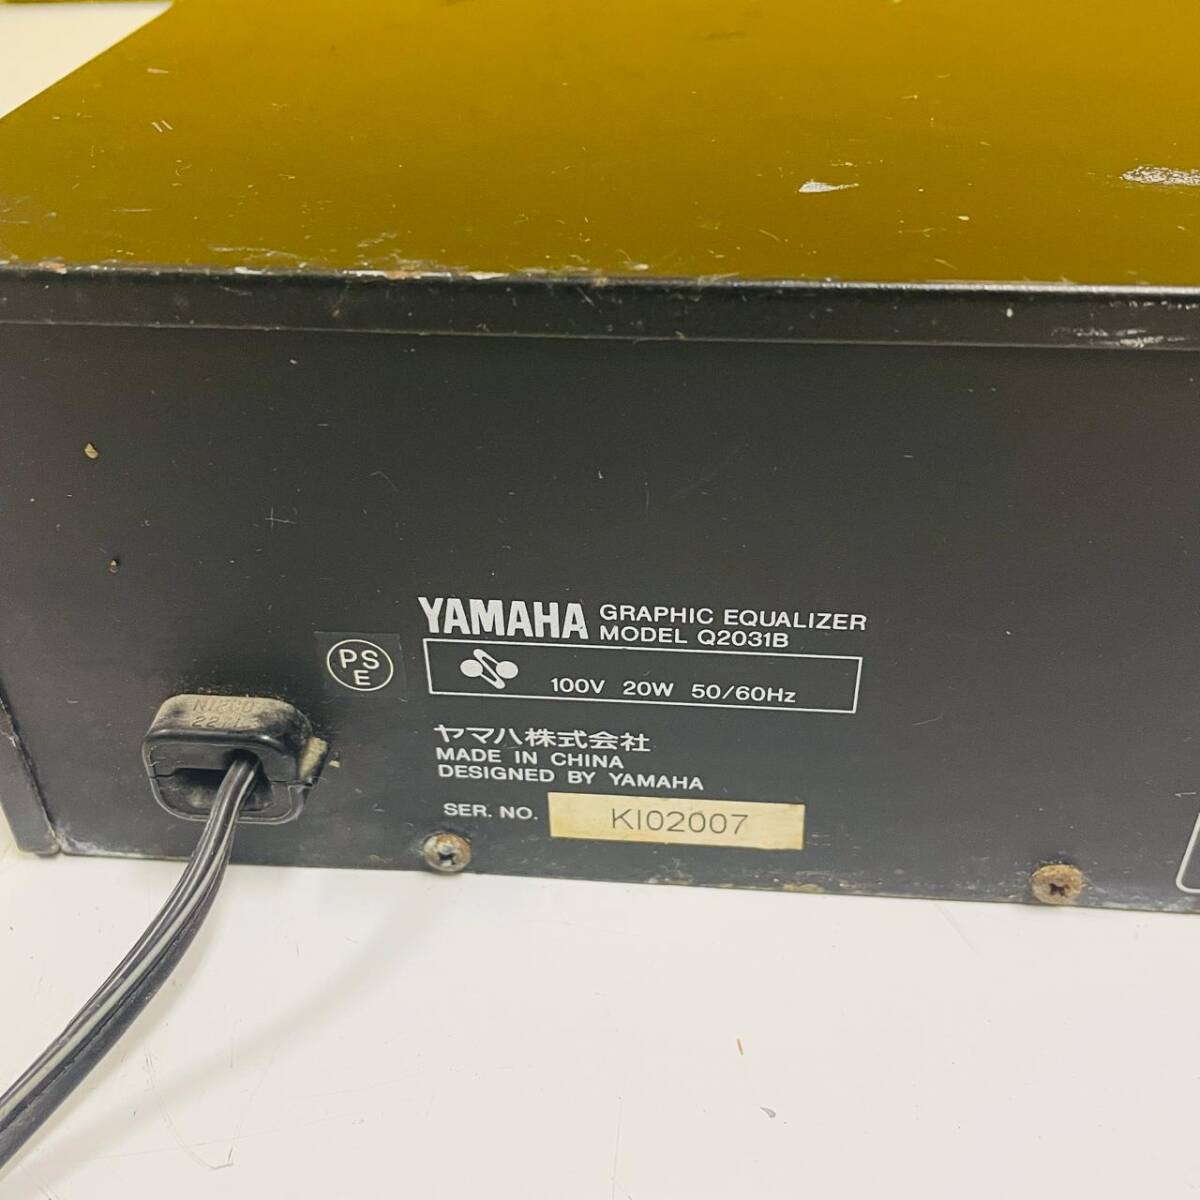 YAMAHA GRAPHIC EQUALIZER
MODEL Q2031B
PS
E
100V 20W 50/60Hz
ヤマハ株式会社
MADE IN CHINA
DESIGNED BY YAMAHA
SER. NO. KI02007